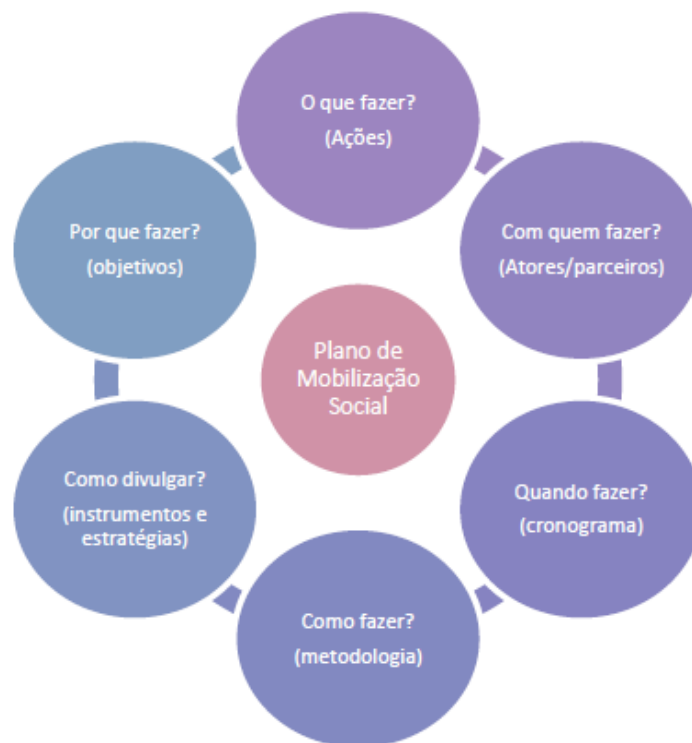 O que fazer?
(Ações)
Com quem fazer?
(Atores/parceiros)
Quando fazer?
(cronograma)
Como fazer?
(metodologia)
Como divulgar?
(instrumentos e
estratégias)
Por que fazer?
(objetivos)
Plano de
Mobilização
Social